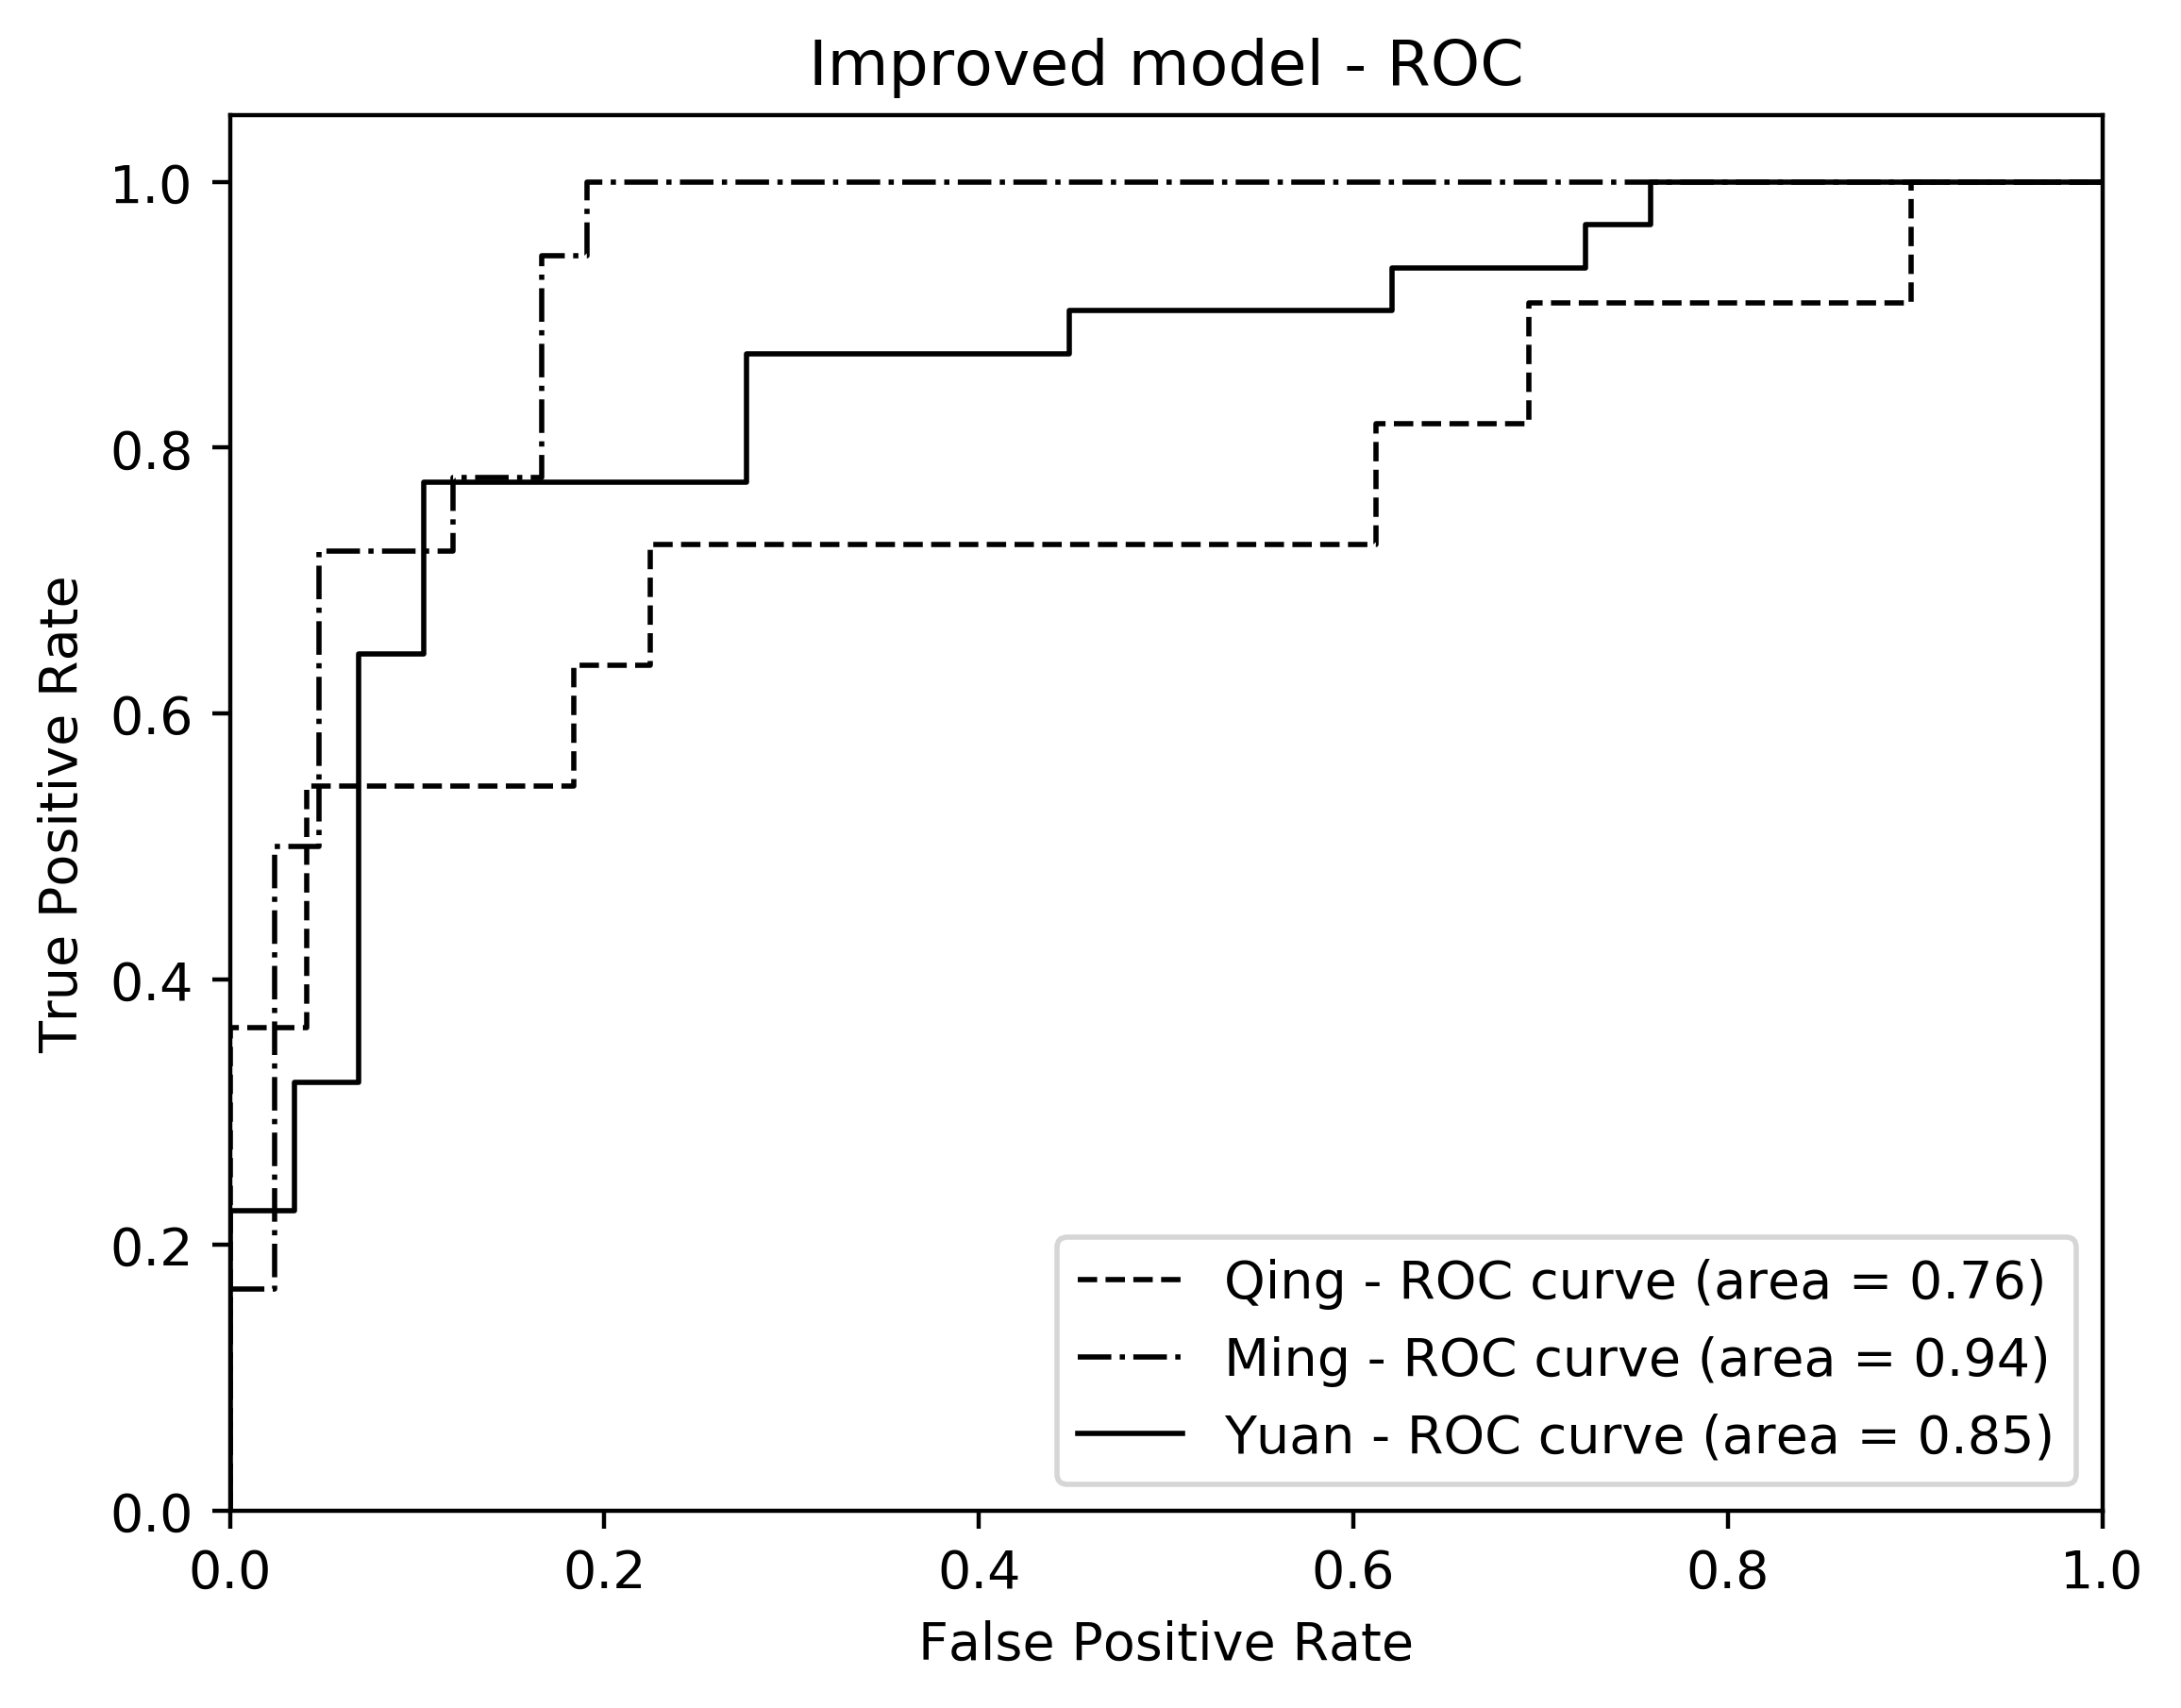 Improved model - ROC
True Positive Rate
1.0
0.8
0.6
0.4
0.2
0.0
Qing - ROC curve (area = 0.76)
Ming - ROC curve (area = 0.94)
Yuan - ROC curve (area = 0.85)
0.0 0.2 0.4 0.6 0.8 1.0
False Positive Rate